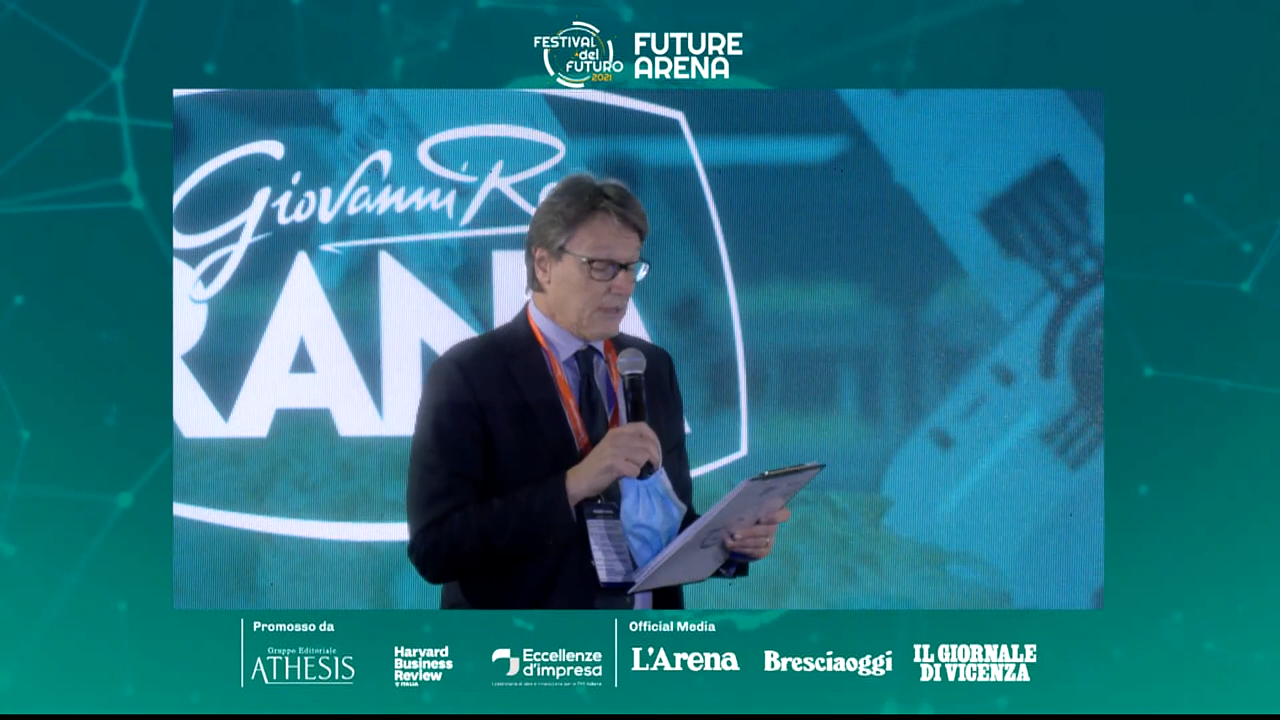 FESTIVAL
del
FUTURO
2021
FUTURE
ARENA
Giovanni
RANA
Promosso da
Gruppo Editoriale
ATHESIS
Harvard
Business
Review
ITALIA
Eccellenze
d'impresa
Official Media
L'Arena
Bresciaoggi
IL GIORNALE
DI VICENZA